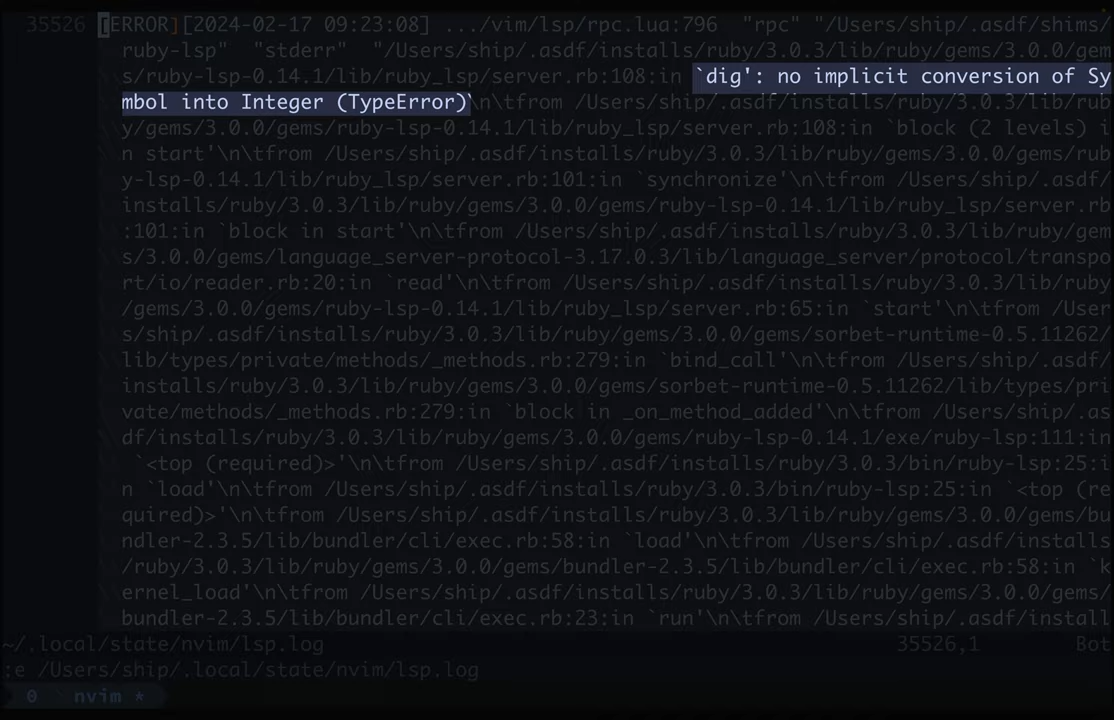 35526 [ERROR][2024-02-17 09:23:08] .../vim/lsp/rpc.lua:796  "rpc" "/Users/ship/.asdf/shims/
ruby-lsp"  "stderr"  "/Users/ship/.asdf/installs/ruby/3.0.3/lib/ruby/gems/3.0.0/gem
s/ruby-lsp-0.14.1/lib/ruby_lsp/server.rb:108:in `dig': no implicit conversion of Sy
mbol into Integer (TypeError)\n\tfrom /Users/ship/.asdf/installs/ruby/3.0.3/lib/rub
y/gems/3.0.0/gems/ruby-lsp-0.14.1/lib/ruby_lsp/server.rb:108:in `block (2 levels) i
n start'\n\tfrom /Users/ship/.asdf/installs/ruby/3.0.3/lib/ruby/gems/3.0.0/gems/rub
y-lsp-0.14.1/lib/ruby_lsp/server.rb:101:in `synchronize'\n\tfrom /Users/ship/.asdf/
installs/ruby/3.0.3/lib/ruby/gems/3.0.0/gems/ruby-lsp-0.14.1/lib/ruby_lsp/server.rb
:101:in `block in start'\n\tfrom /Users/ship/.asdf/installs/ruby/3.0.3/lib/ruby/gem
s/3.0.0/gems/language_server-protocol-3.17.0.3/lib/language_server/protocol/transpo
rt/io/reader.rb:20:in `read'\n\tfrom /Users/ship/.asdf/installs/ruby/3.0.3/lib/ruby
/gems/3.0.0/gems/ruby-lsp-0.14.1/lib/ruby_lsp/server.rb:65:in `start'\n\tfrom /User
s/ship/.asdf/installs/ruby/3.0.3/lib/ruby/gems/3.0.0/gems/sorbet-runtime-0.5.11262/
lib/types/private/methods/_methods.rb:279:in `bind_call'\n\tfrom /Users/ship/.asdf/
installs/ruby/3.0.3/lib/ruby/gems/3.0.0/gems/sorbet-runtime-0.5.11262/lib/types/pri
vate/methods/_methods.rb:279:in `block in _on_method_added'\n\tfrom /Users/ship/.as
df/installs/ruby/3.0.3/lib/ruby/gems/3.0.0/gems/ruby-lsp-0.14.1/exe/ruby-lsp:111:in
`<top (required)>'\n\tfrom /Users/ship/.asdf/installs/ruby/3.0.3/bin/ruby-lsp:25:i
n `load'\n\tfrom /Users/ship/.asdf/installs/ruby/3.0.3/bin/ruby-lsp:25:in `<top (re
quired)>'\n\tfrom /Users/ship/.asdf/installs/ruby/3.0.3/lib/ruby/gems/3.0.0/gems/bu
ndler-2.3.5/lib/bundler/cli/exec.rb:58:in `load'\n\tfrom /Users/ship/.asdf/installs
/ruby/3.0.3/lib/ruby/gems/3.0.0/gems/bundler-2.3.5/lib/bundler/cli/exec.rb:58:in `k
ernel_load'\n\tfrom /Users/ship/.asdf/installs/ruby/3.0.3/lib/ruby/gems/3.0.0/gems/
bundler-2.3.5/lib/bundler/cli/exec.rb:23:in `run'\n\tfrom /Users/ship/.asdf/install
~/.local/state/nvim/lsp.log 35526,1 Bot
:e /Users/ship/.local/state/nvim/lsp.log
0 nvim *